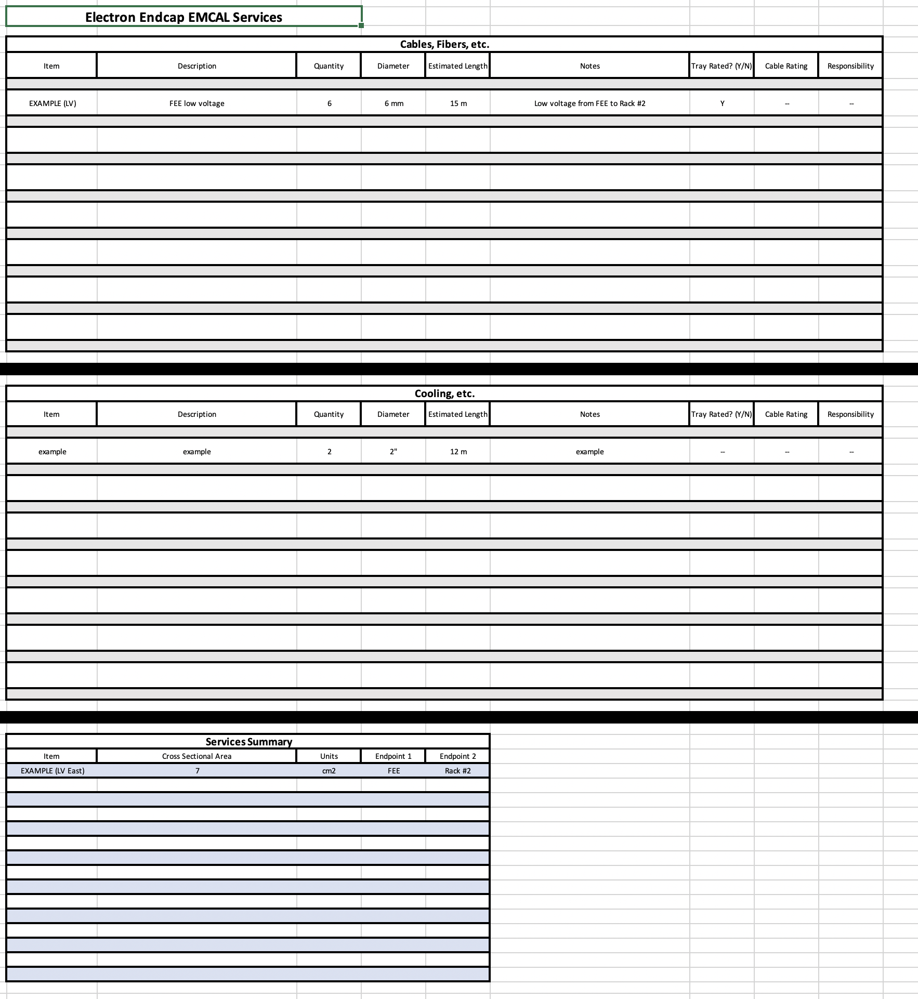 Electron Endcap EMCAL Services
Cables, Fibers, etc.
Item Description Quantity Diameter Estimated Length Notes Tray Rated? (Y/N) Cable Rating Responsibility
EXAMPLE (LV) FEE low voltage 6 6 mm 15 m Low voltage from FEE to Rack #2 Y -- --
Cooling, etc.
Item Description Quantity Diameter Estimated Length Notes Tray Rated? (Y/N) Cable Rating Responsibility
example example 2 2" 12 m example -- -- --
Services Summary
Item Cross Sectional Area Units Endpoint 1 Endpoint 2
EXAMPLE (LV East) 7 cm2 FEE Rack #2